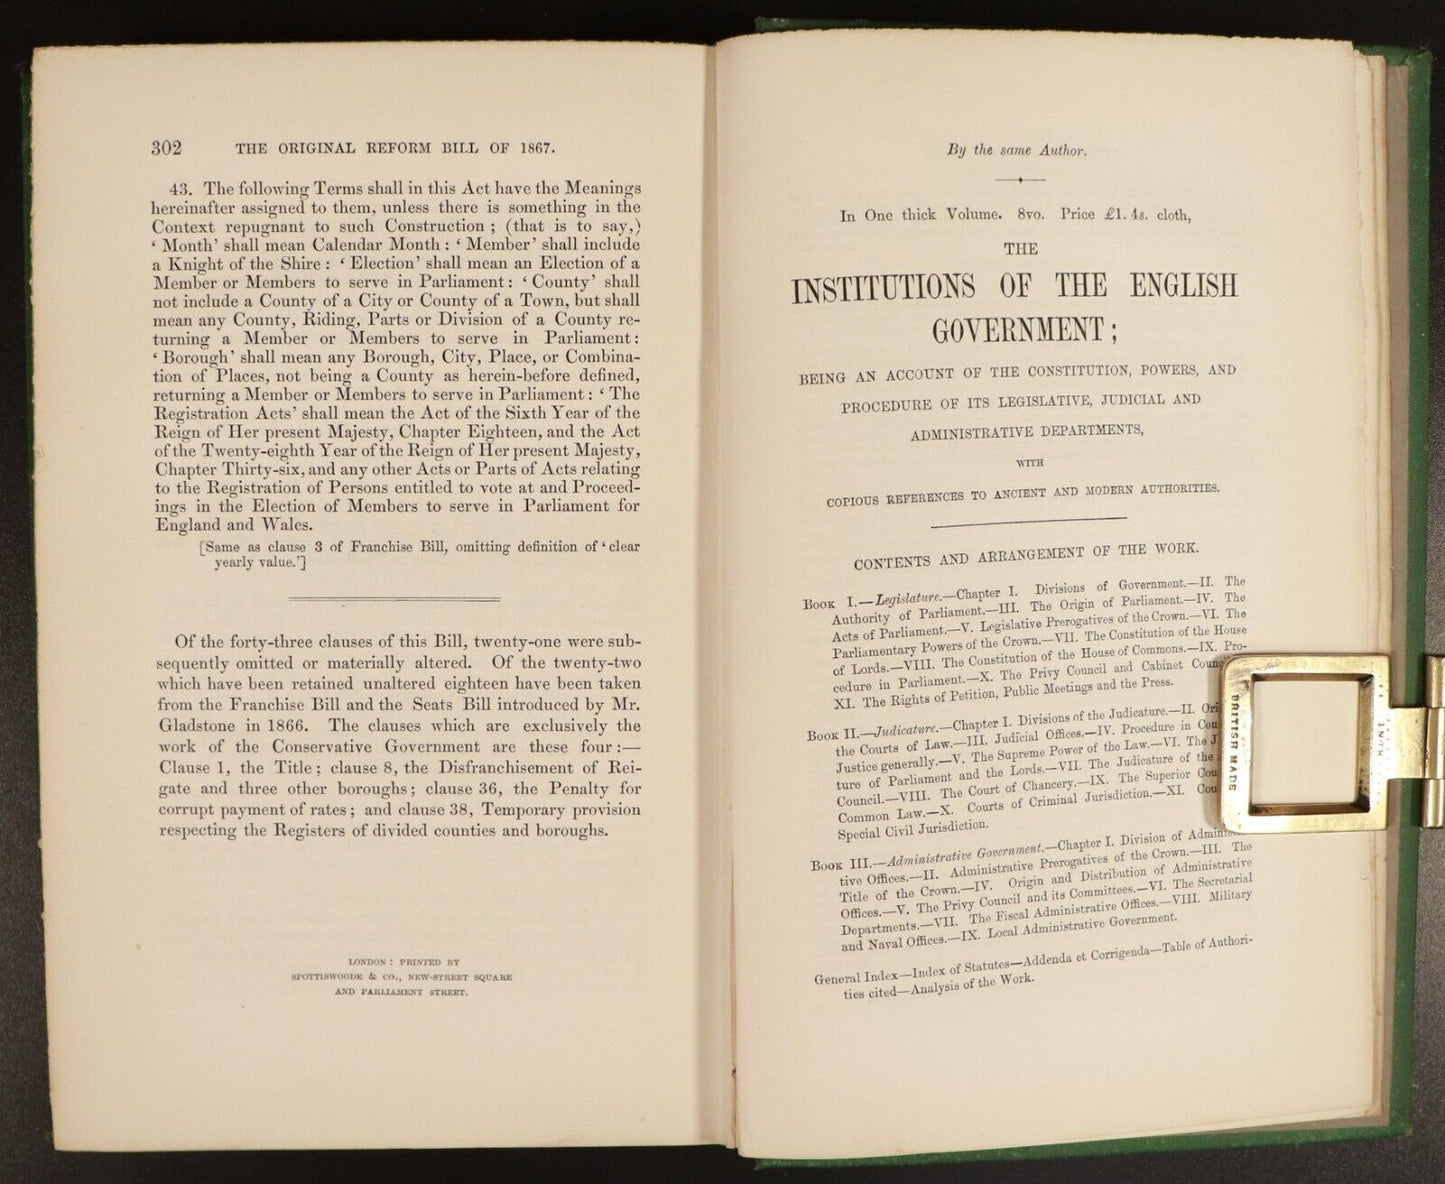 302 THE ORIGINAL REFORM BILL OF 1867.
43. The following Terms shall in this Act have the Meanings
hereinafter assigned to them, unless there is something in the
Context repugnant to such Construction ; (that is to say,)
‘ Month’ shall mean Calendar Month : ‘ Member’ shall include
a Knight of the Shire : ‘ Election’ shall mean an Election of a
Member or Members to serve in Parliament : ‘ County’ shall
not include a County of a City or County of a Town, but shall
mean any County, Riding, Parts or Division of a County re-
turning a Member or Members to serve in Parliament :
‘ Borough’ shall mean any Borough, City, Place, or Combina-
tion of Places, not being a County as herein-before defined,
returning a Member or Members to serve in Parliament : ‘ The
Registration Acts’ shall mean the Act of the Sixth Year of the
Reign of Her present Majesty, Chapter Eighteen, and the Act
of the Twenty-eighth Year of the Reign of Her present Majesty,
Chapter Thirty-six, and any other Acts or Parts of Acts relating
to the Registration of Persons entitled to vote at and Proceed-
ings in the Election of Members to serve in Parliament for
England and Wales.
[Same as clause 3 of Franchise Bill, omitting definition of ‘ clear
yearly value.’]
Of the forty-three clauses of this Bill, twenty-one were sub-
sequently omitted or materially altered. Of the twenty-two
which have been retained unaltered eighteen have been taken
from the Franchise Bill and the Seats Bill introduced by Mr.
Gladstone in 1866. The clauses which are exclusively the
work of the Conservative Government are these four :—
Clause 1, the Title ; clause 8, the Disfranchisement of Rei-
gate and three other boroughs ; clause 36, the Penalty for
corrupt payment of rates ; and clause 38, Temporary provision
respecting the Registers of divided counties and boroughs.
LONDON : PRINTED BY
SPOTTISWOODE & CO., NEW-STREET SQUARE
AND PARLIAMENT STREET.
By the same Author.
In One thick Volume. 8vo. Price £1. 4s. cloth,
THE
INSTITUTIONS OF THE ENGLISH
GOVERNMENT ;
BEING AN ACCOUNT OF THE CONSTITUTION, POWERS, AND
PROCEDURE OF ITS LEGISLATIVE, JUDICIAL AND
ADMINISTRATIVE DEPARTMENTS,
WITH
COPIOUS REFERENCES TO ANCIENT AND MODERN AUTHORITIES.
CONTENTS AND ARRANGEMENT OF THE WORK.
BOOK I.—Legislature.—Chapter I. Divisions of Government.—II. The
Authority of Parliament.—III. The Origin of Parliament.—IV. The
Acts of Parliament.—V. Legislative Prerogatives of the Crown.—VI. The
Parliamentary Powers of the Crown.—VII. The Constitution of the House
of Lords.—VIII. The Constitution of the House of Commons.—IX. Pro-
cedure in Parliament.—X. The Privy Council and Cabinet Counc
XI. The Rights of Petition, Public Meetings and the Press.
BOOK II.—Judicature.—Chapter I. Divisions of the Judicature.—II. Ori
the Courts of Law.—III. Judicial Offices.—IV. Procedure in Cou
Justice generally.—V. The Supreme Power of the Law.—VI. The J
ture of Parliament and the Lords.—VII. The Judicature of the
Council.—VIII. The Court of Chancery.—IX. The Superior Cou
Common Law.—X. Courts of Criminal Jurisdiction.—XI. Cou
Special Civil Jurisdiction.
BOOK III.—Administrative Government.—Chapter I. Division of Adminis
tive Offices.—II. Administrative Prerogatives of the Crown.—III. The
Title of the Crown.—IV. Origin and Distribution of Administrative
Offices.—V. The Privy Council and its Committees.—VI. The Secretarial
Departments.—VII. The Fiscal Administrative Offices.—VIII. Military
and Naval Offices.—IX. Local Administrative Government.
General Index—Index of Statutes—Addenda et Corrigenda—Table of Authori-
ties cited—Analysis of the Work.
BRITISH MADE